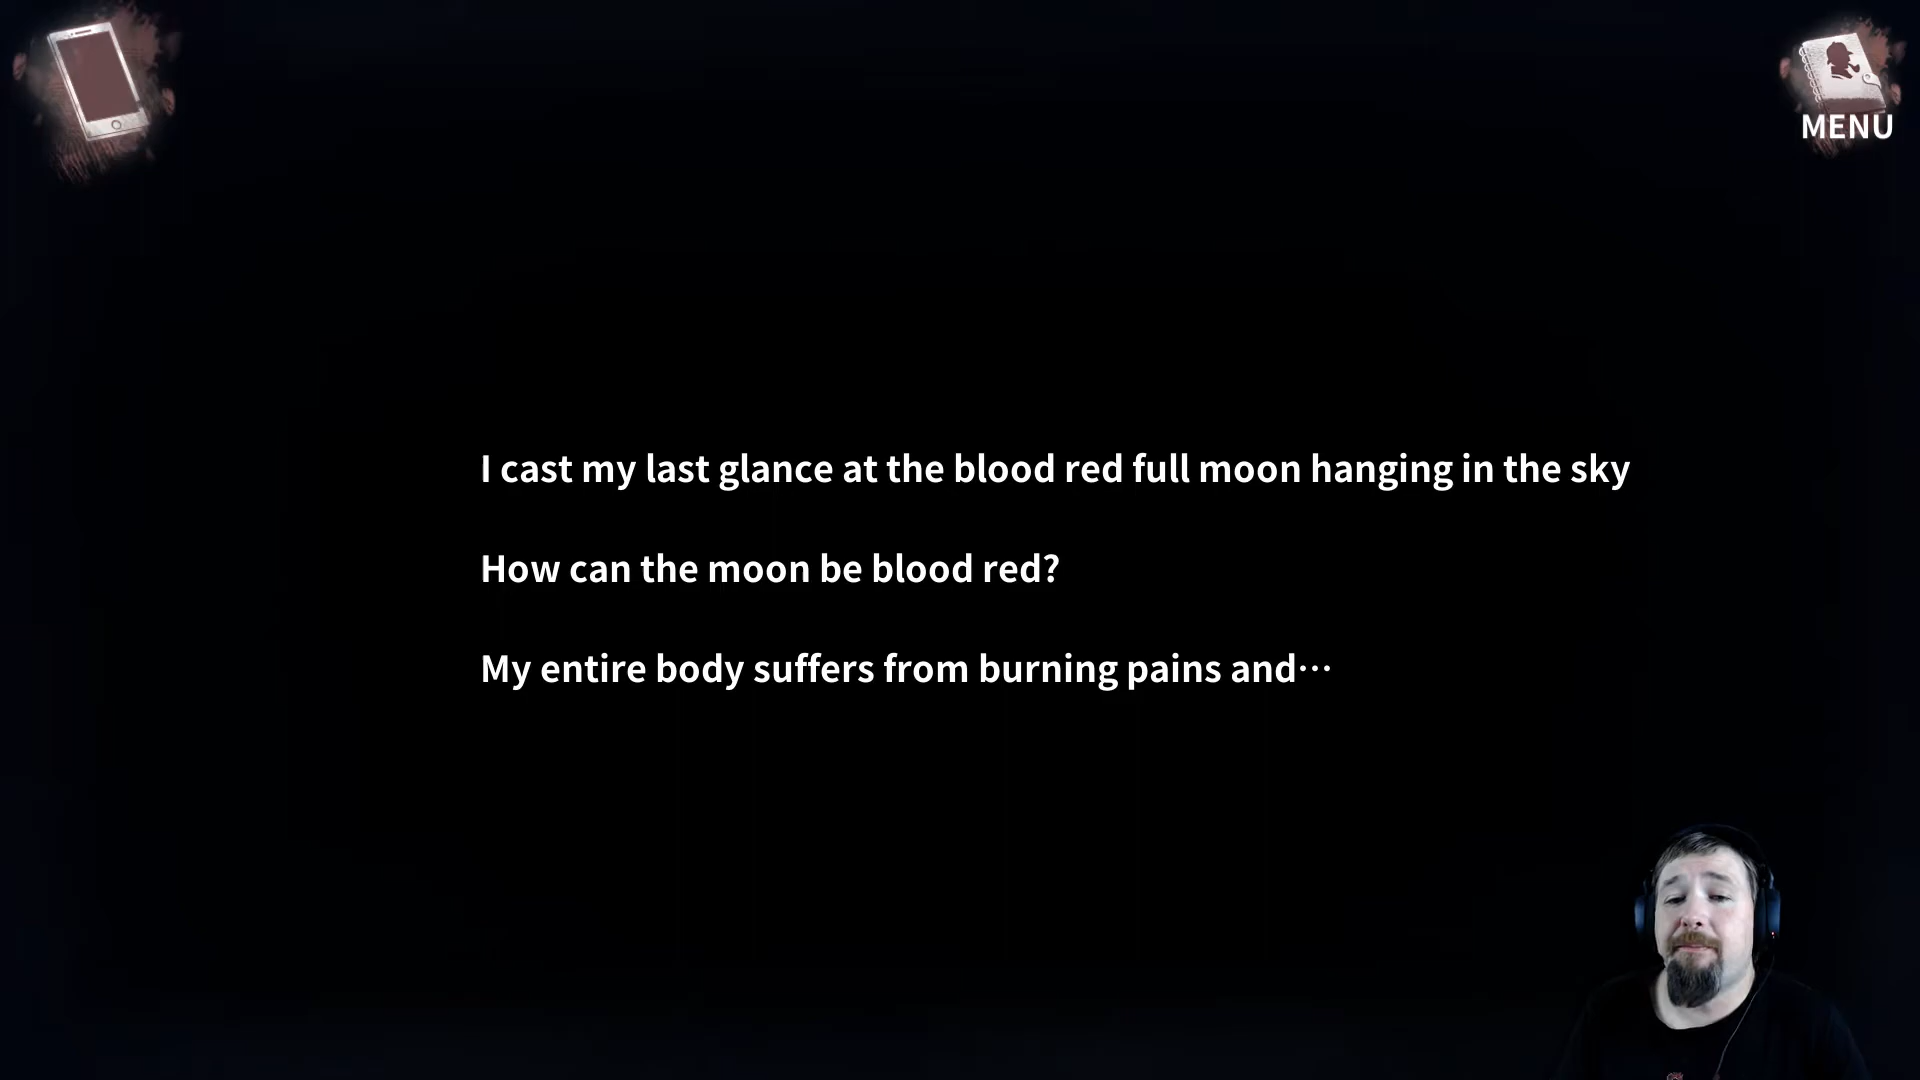 MENU
I cast my last glance at the blood red full moon hanging in the sky
How can the moon be blood red?
My entire body suffers from burning pains and⋯